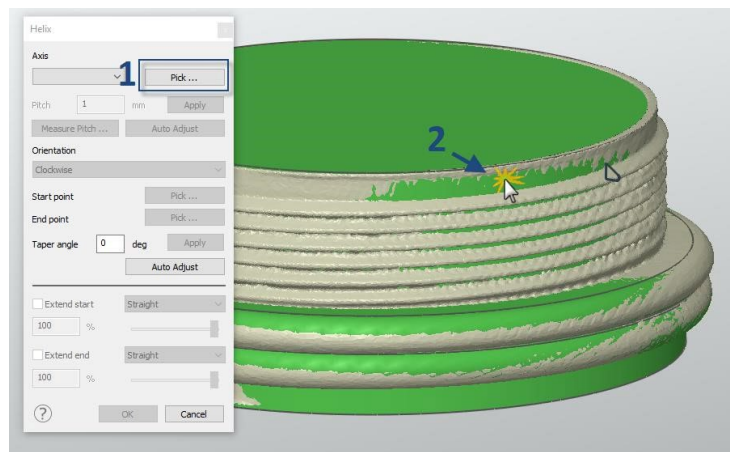 Helix
Axis
1 Pick ...
Pitch 1 mm Apply
Measure Pitch ... Auto Adjust
Orientation
Clockwise
Start point Pick ...
End point Pick ...
Taper angle 0 deg Apply
Auto Adjust
Extend start Straight
100 %
Extend end Straight
100 %
? OK Cancel
2